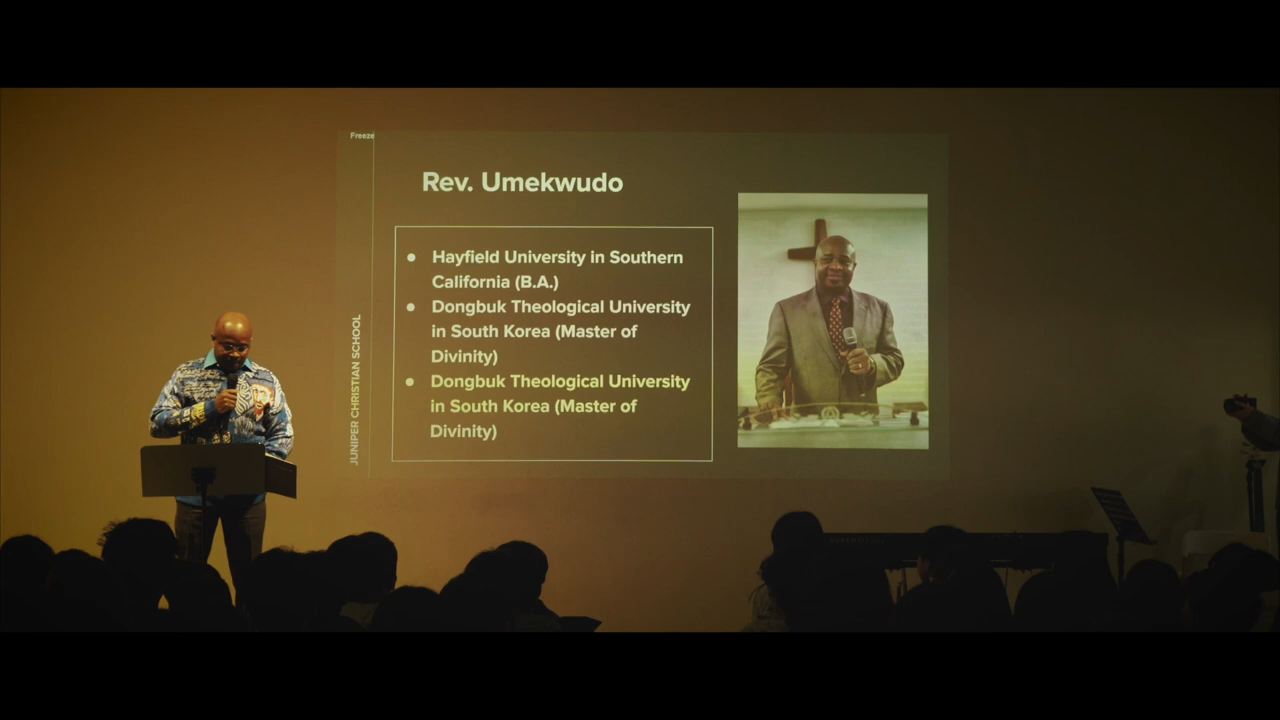 Freeze
Rev. Umekwudo
● Hayfield University in Southern
California (B.A.)
● Dongbuk Theological University
in South Korea (Master of
Divinity)
● Dongbuk Theological University
in South Korea (Master of
Divinity)
JUNIPER CHRISTIAN SCHOOL